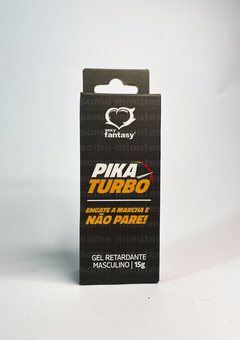 sexy
fantasy
PIKA
TURBO
ENGATE A MARCHA E
NÃO PARE!
GEL RETARDANTE
MASCULINO | 15g